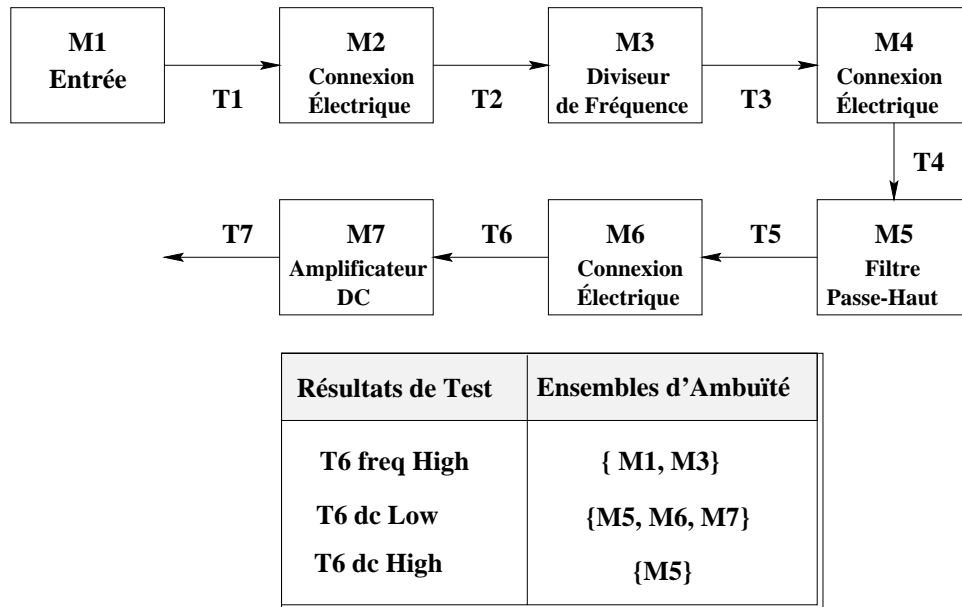 M1
Entrée
T1
M2
Connexion
Électrique
T2
M3
Diviseur
de Fréquence
T3
M4
Connexion
Électrique
T4
M5
Filtre
Passe-Haut
T5
M6
Connexion
Électrique
T6
M7
Amplificateur
DC
T7
Résultats de Test Ensembles d'Ambuïté
T6 freq High { M1, M3}
T6 dc Low {M5, M6, M7}
T6 dc High {M5}